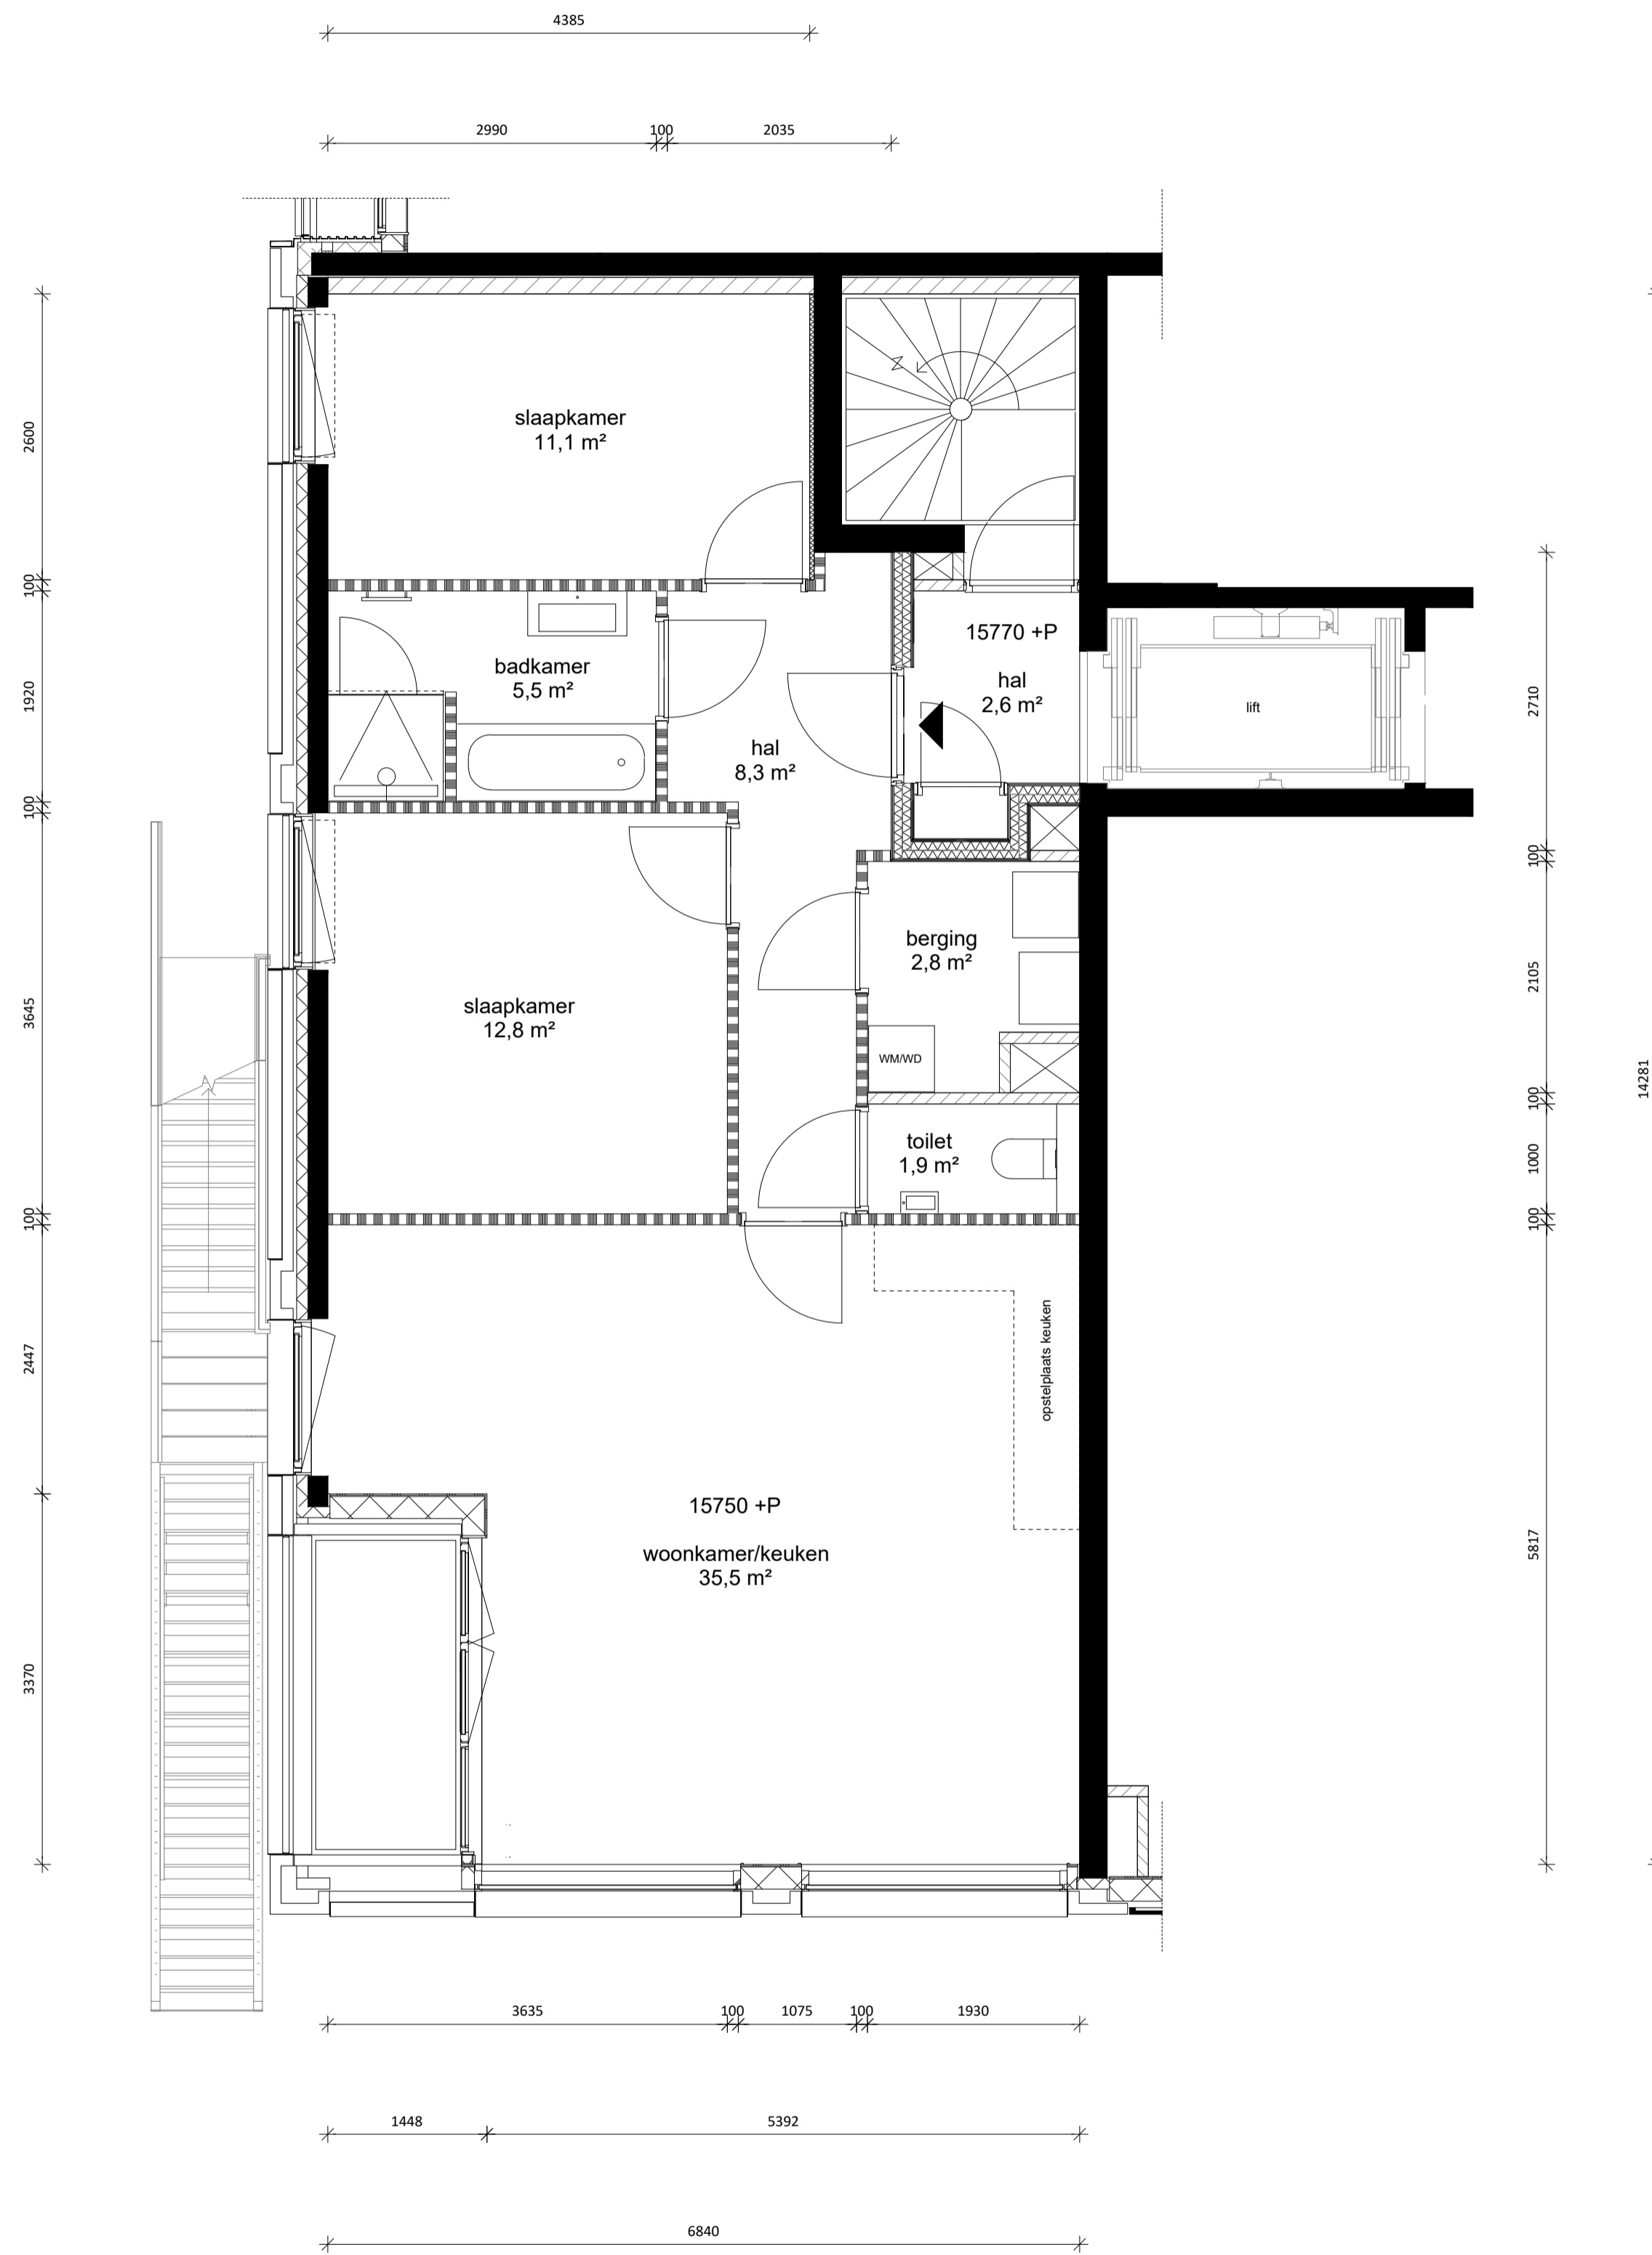 4385
2990
100
2035
slaapkamer
11,1 m²
2600
100
1920
100
3645
100
2447
3370
badkamer
5,5 m²
hal
8,3 m²
15770 +P
hal
2,6 m²
lift
slaapkamer
12,8 m²
berging
2,8 m²
WM/WD
toilet
1,9 m²
opstelplaats keuken
15750 +P
woonkamer/keuken
35,5 m²
2710
100
2105
100
1000
100
5817
14281
3635
100
1075
100
1930
1448
5392
6840